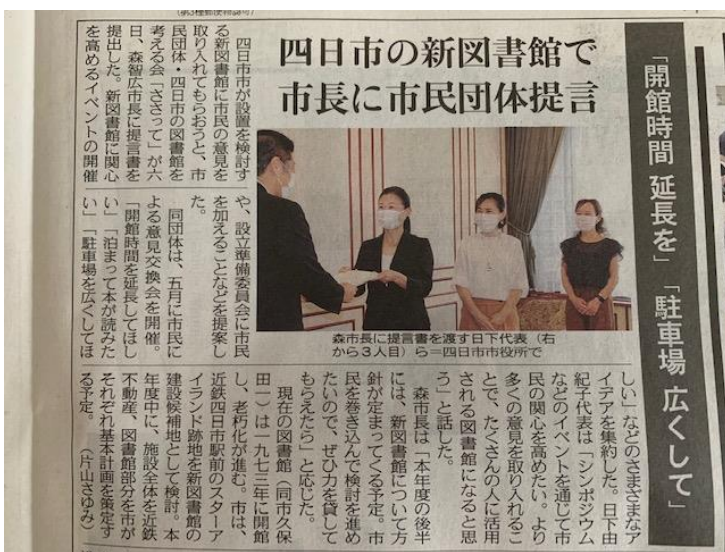 「開館時間 延長を」「駐車場 広くして」
四日市の新図書館で
市長に市民団体提言
四日市市が設置を検討す
る新図書館に市民の意見を
取り入れてもらおうと、市
民団体・四日市の図書館を
考える会「ささって」が六
日、森智広市長に提言書を
提出した。新図書館に関心
を高めるイベントの開催
や、設立準備委員会に市民
を加えることなどを提案し
た。
同団体は、五月に市民に
よる意見交換会を開催。
「開館時間を延長してほし
い」「泊まって本が読みた
い」「駐車場を広くしてほ
しい」などのさまざまなア
イデアを集約した。日下由
紀子代表は「シンポジウム
などのイベントを通じて市
民の関心を高めたい。より
多くの意見を取り入れるこ
とで、たくさんの人に活用
される図書館になると思
う」と話した。
森市長は「本年度の後半
には、新図書館について方
針が定まってくる予定。市
民を巻き込んで検討を進め
たいので、ぜひ力を貸して
もらえたら」と応じた。
現在の図書館(同市久保
田一)は一九七三年に開館
し、老朽化が進む。市は、
近鉄四日市駅前のスターア
イランド跡地を新図書館の
建設候補地として検討。本
年度中に、施設全体を近鉄
不動産、図書館部分を市が
それぞれ基本計画を策定す
る予定。 (片山さゆみ)
森市長に提言書を渡す日下代表(右
から3人目)ら=四日市市役所で